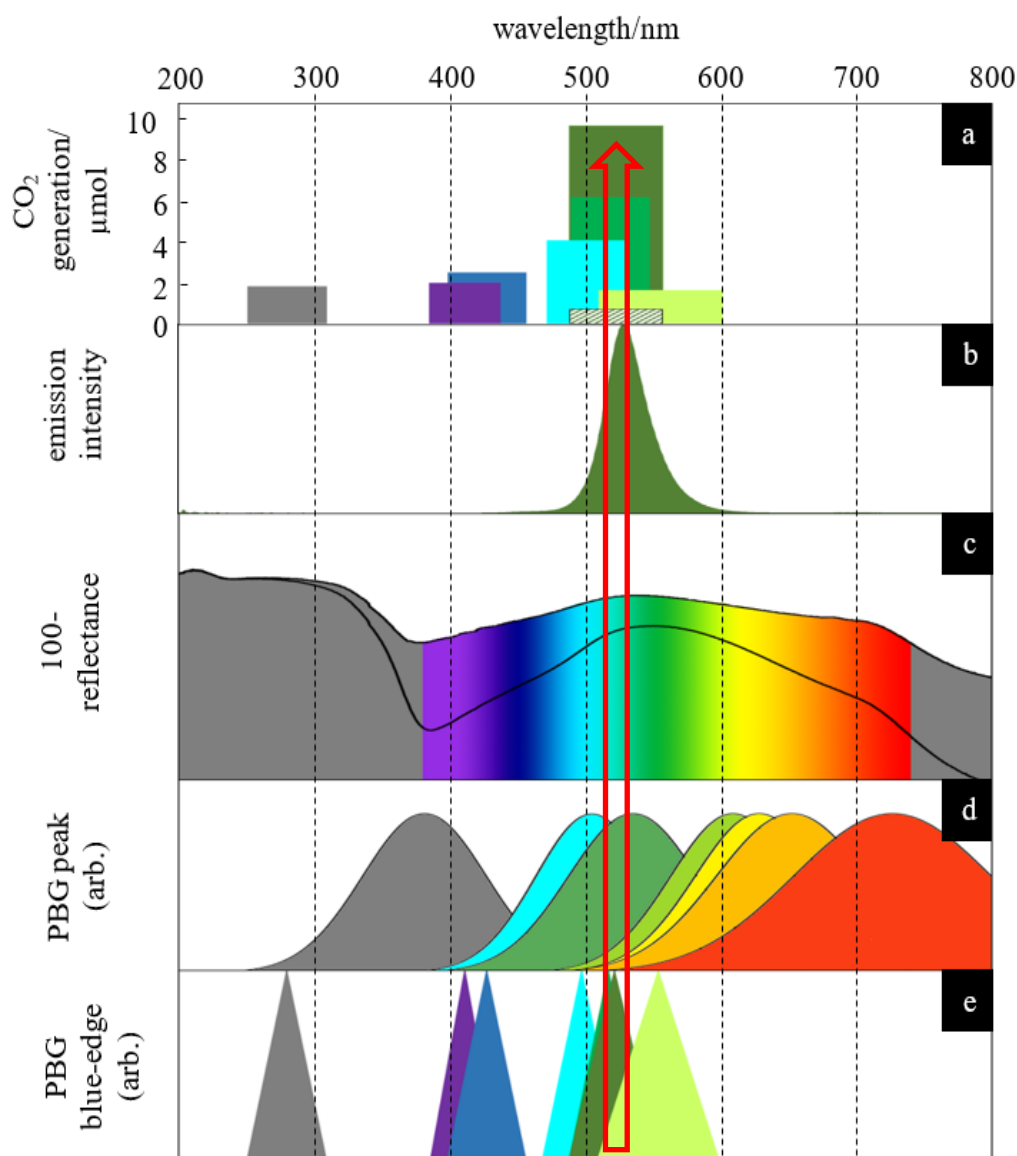 wavelength/nm
200 300 400 500 600 700 800
CO₂
generation/
μmol
10
8
6
4
2
0
a
emission
intensity
b
100-
reflectance
c
PBG peak
(arb.)
d
PBG
blue-edge
(arb.)
e